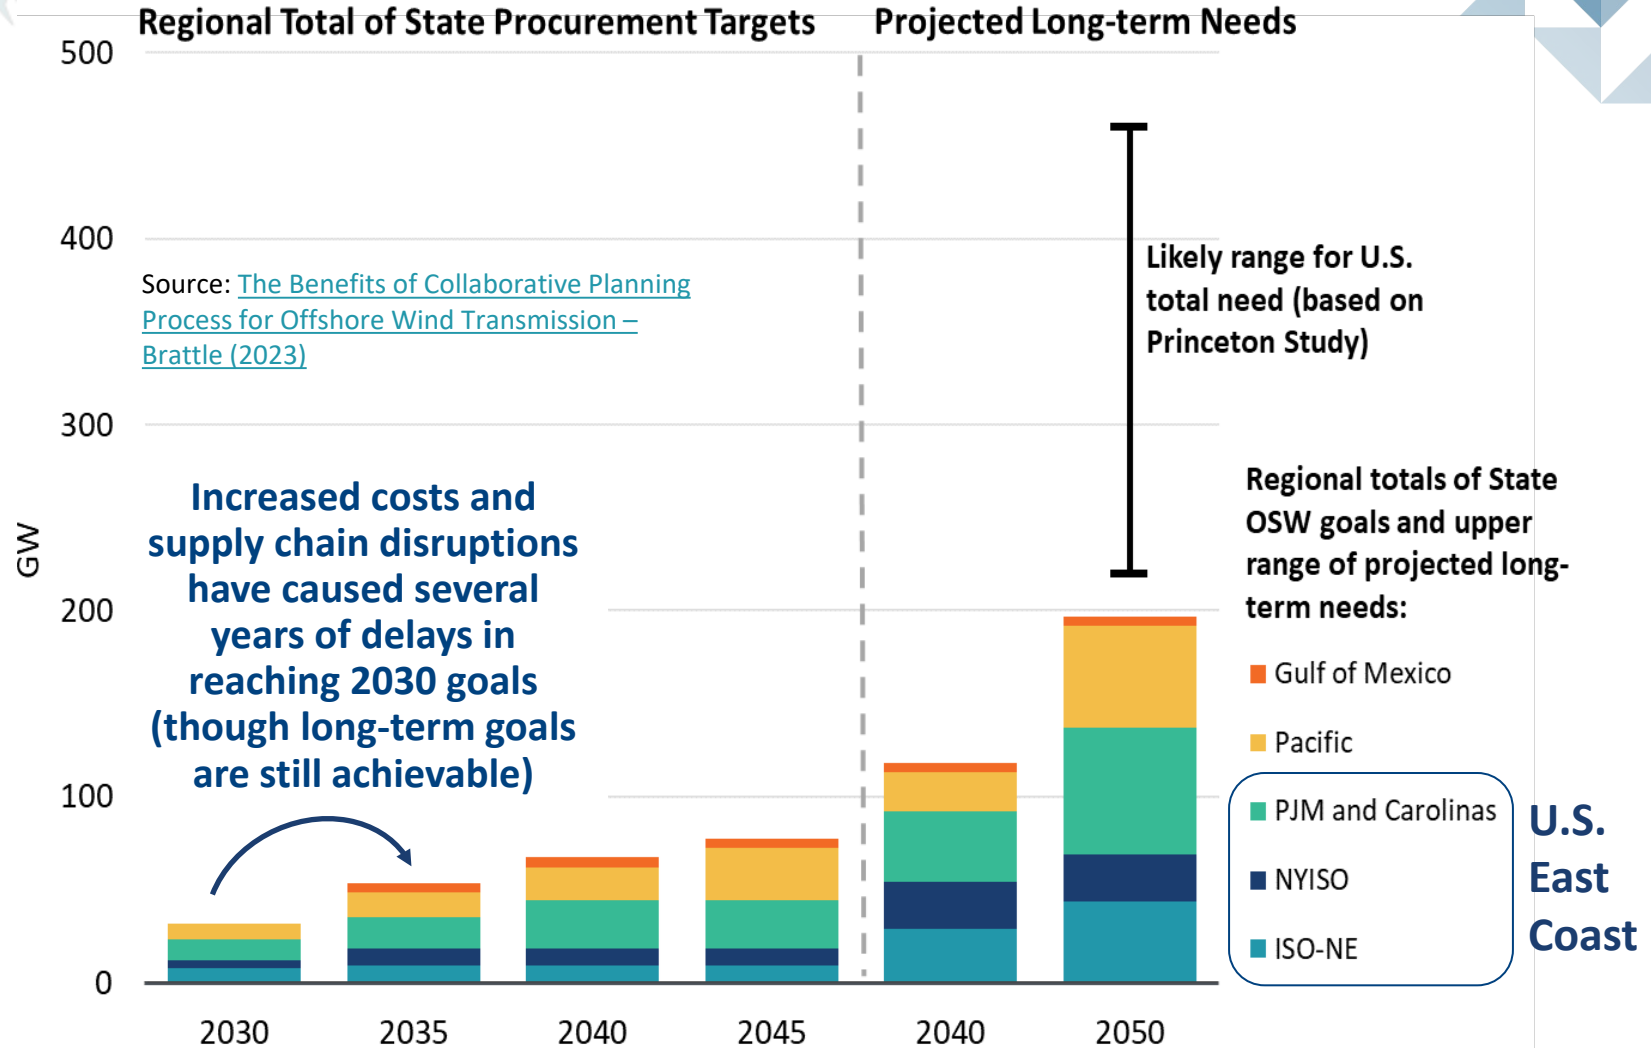 Regional Total of State Procurement Targets
Projected Long-term Needs
500
400
300
200
100
0
GW
Source: The Benefits of Collaborative Planning
Process for Offshore Wind Transmission –
Brattle (2023)
Increased costs and
supply chain disruptions
have caused several
years of delays in
reaching 2030 goals
(though long-term goals
are still achievable)
Likely range for U.S.
total need (based on
Princeton Study)
Regional totals of State
OSW goals and upper
range of projected long-
term needs:
Gulf of Mexico
Pacific
PJM and Carolinas
NYISO
ISO-NE
U.S.
East
Coast
2030
2035
2040
2045
2040
2050